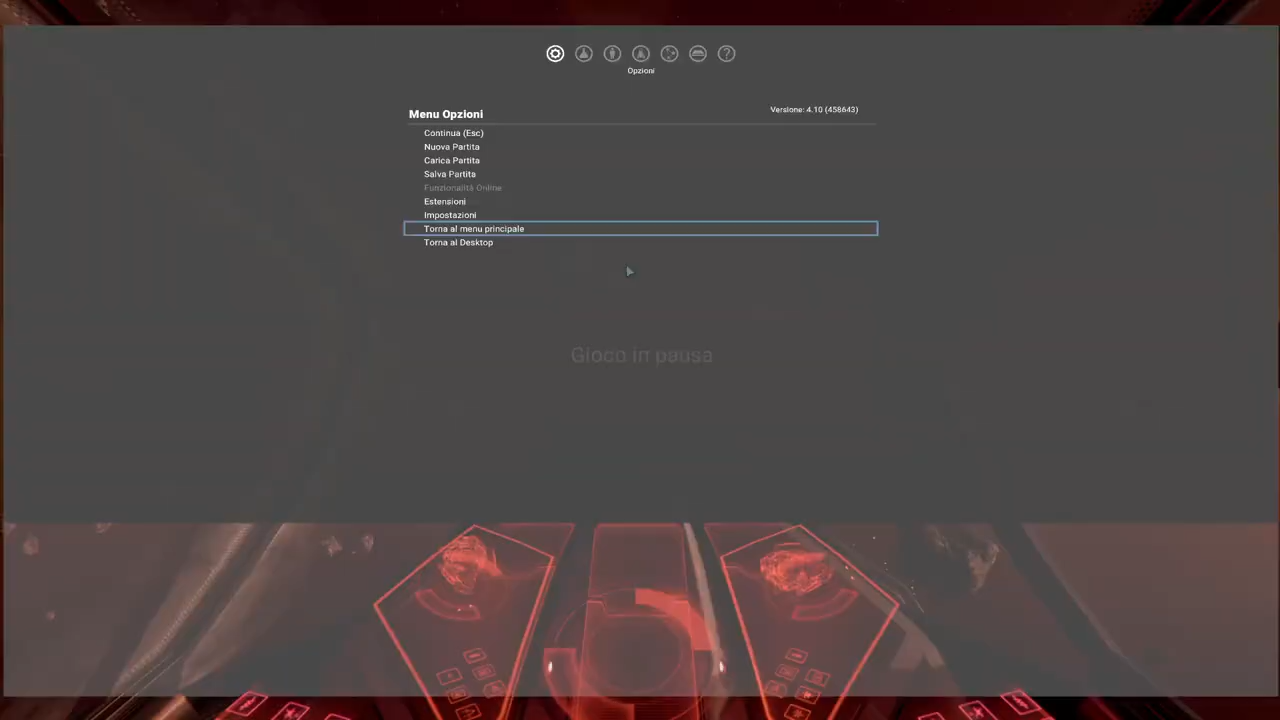 Opzioni
Menu Opzioni
Versione: 4.10 (458643)
Continua (Esc)
Nuova Partita
Carica Partita
Salva Partita
Funzionalità Online
Estensioni
Impostazioni
Torna al menu principale
Torna al Desktop
Gioco in pausa